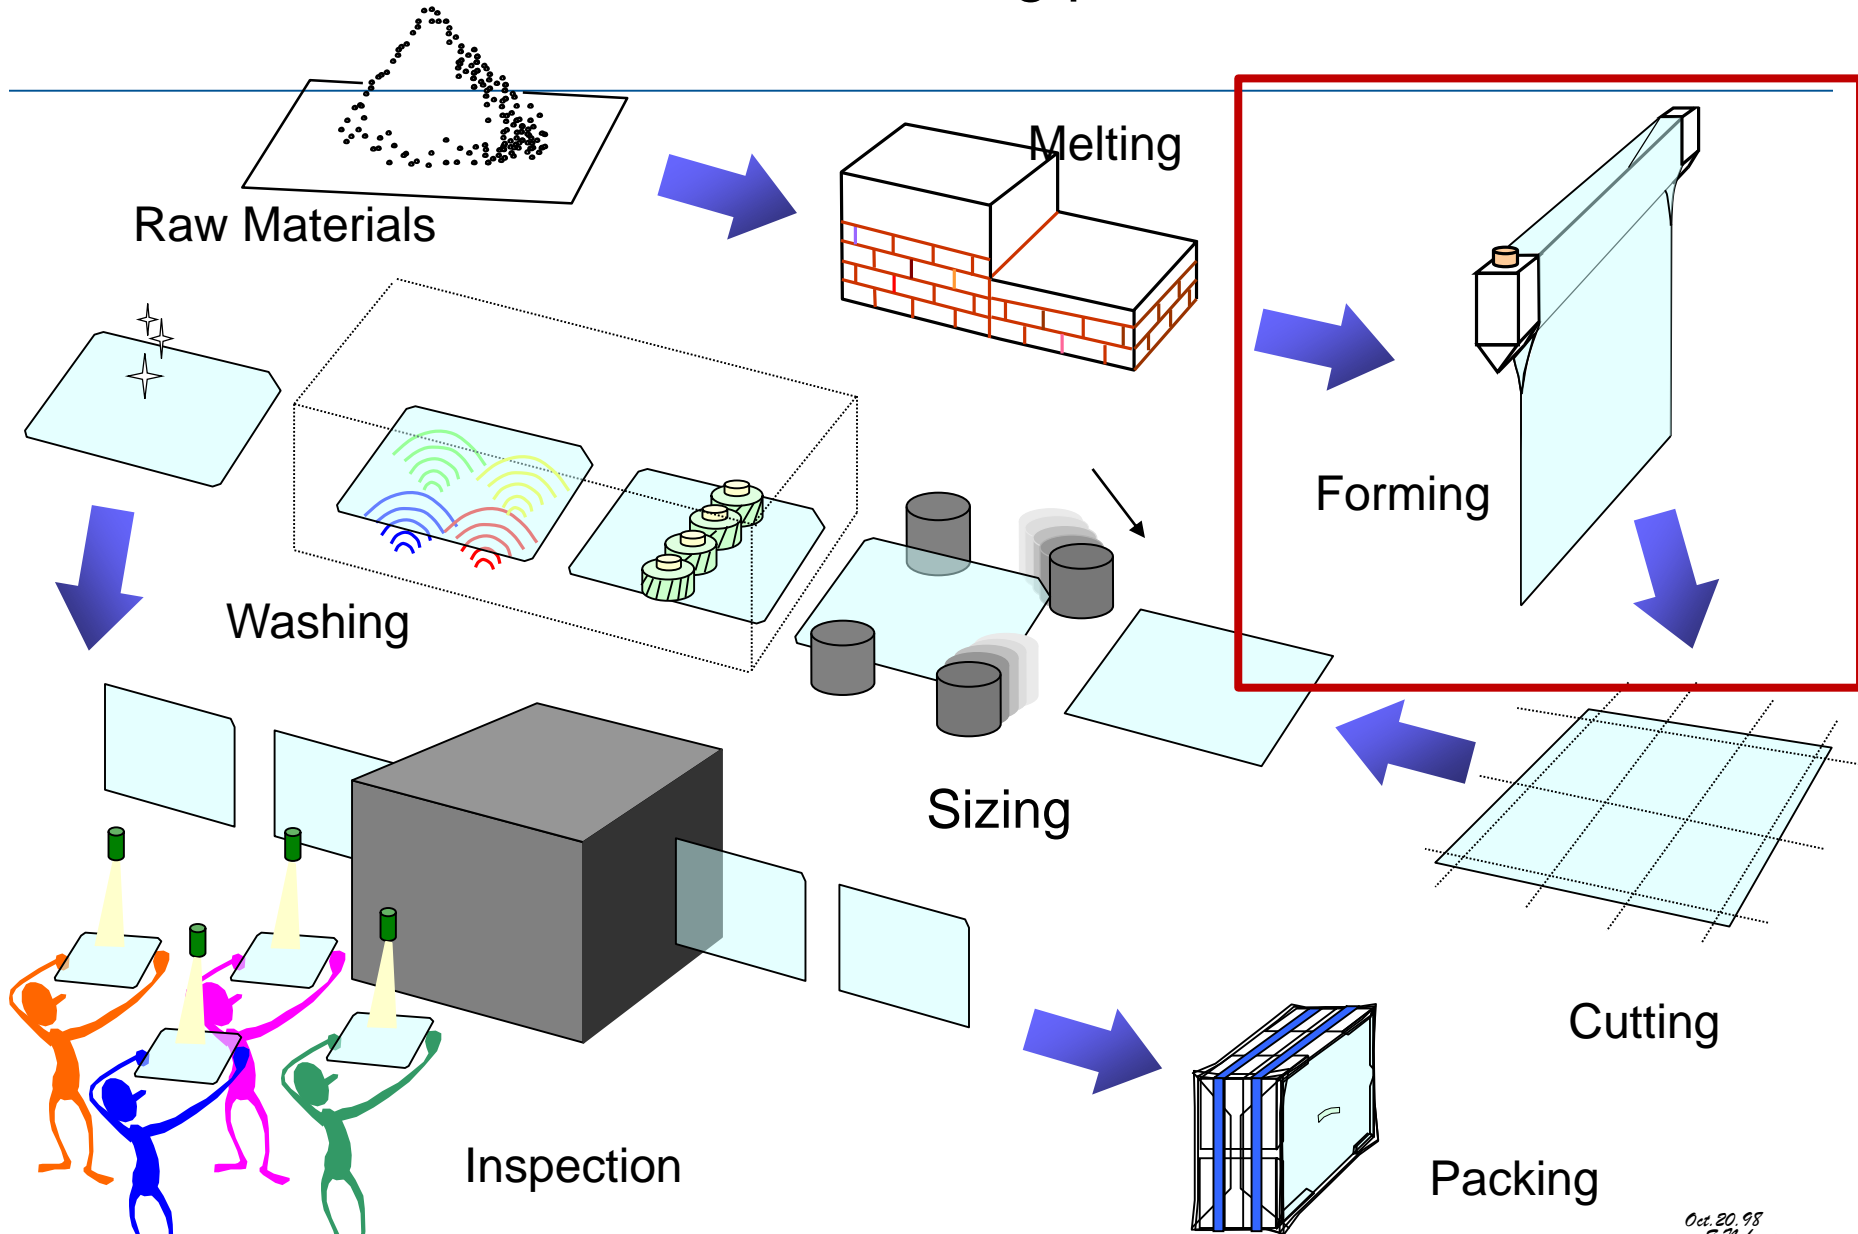 Melting
Raw Materials
Forming
Washing
Sizing
Cutting
Inspection
Packing
Oct.20.98